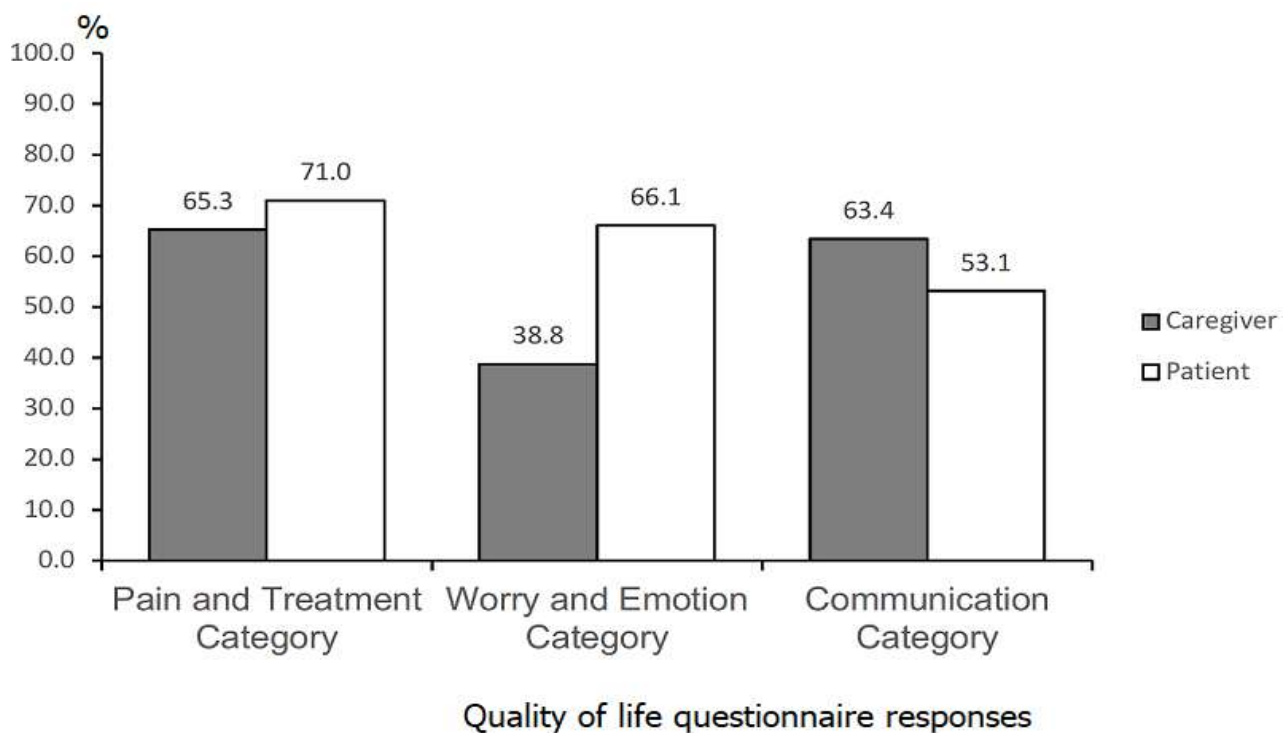 %
100.0
90.0
80.0
70.0
60.0
50.0
40.0
30.0
20.0
10.0
0.0
65.3
71.0
38.8
66.1
63.4
53.1
Caregiver
Patient
Pain and Treatment
Category
Worry and Emotion
Category
Communication
Category
Quality of life questionnaire responses